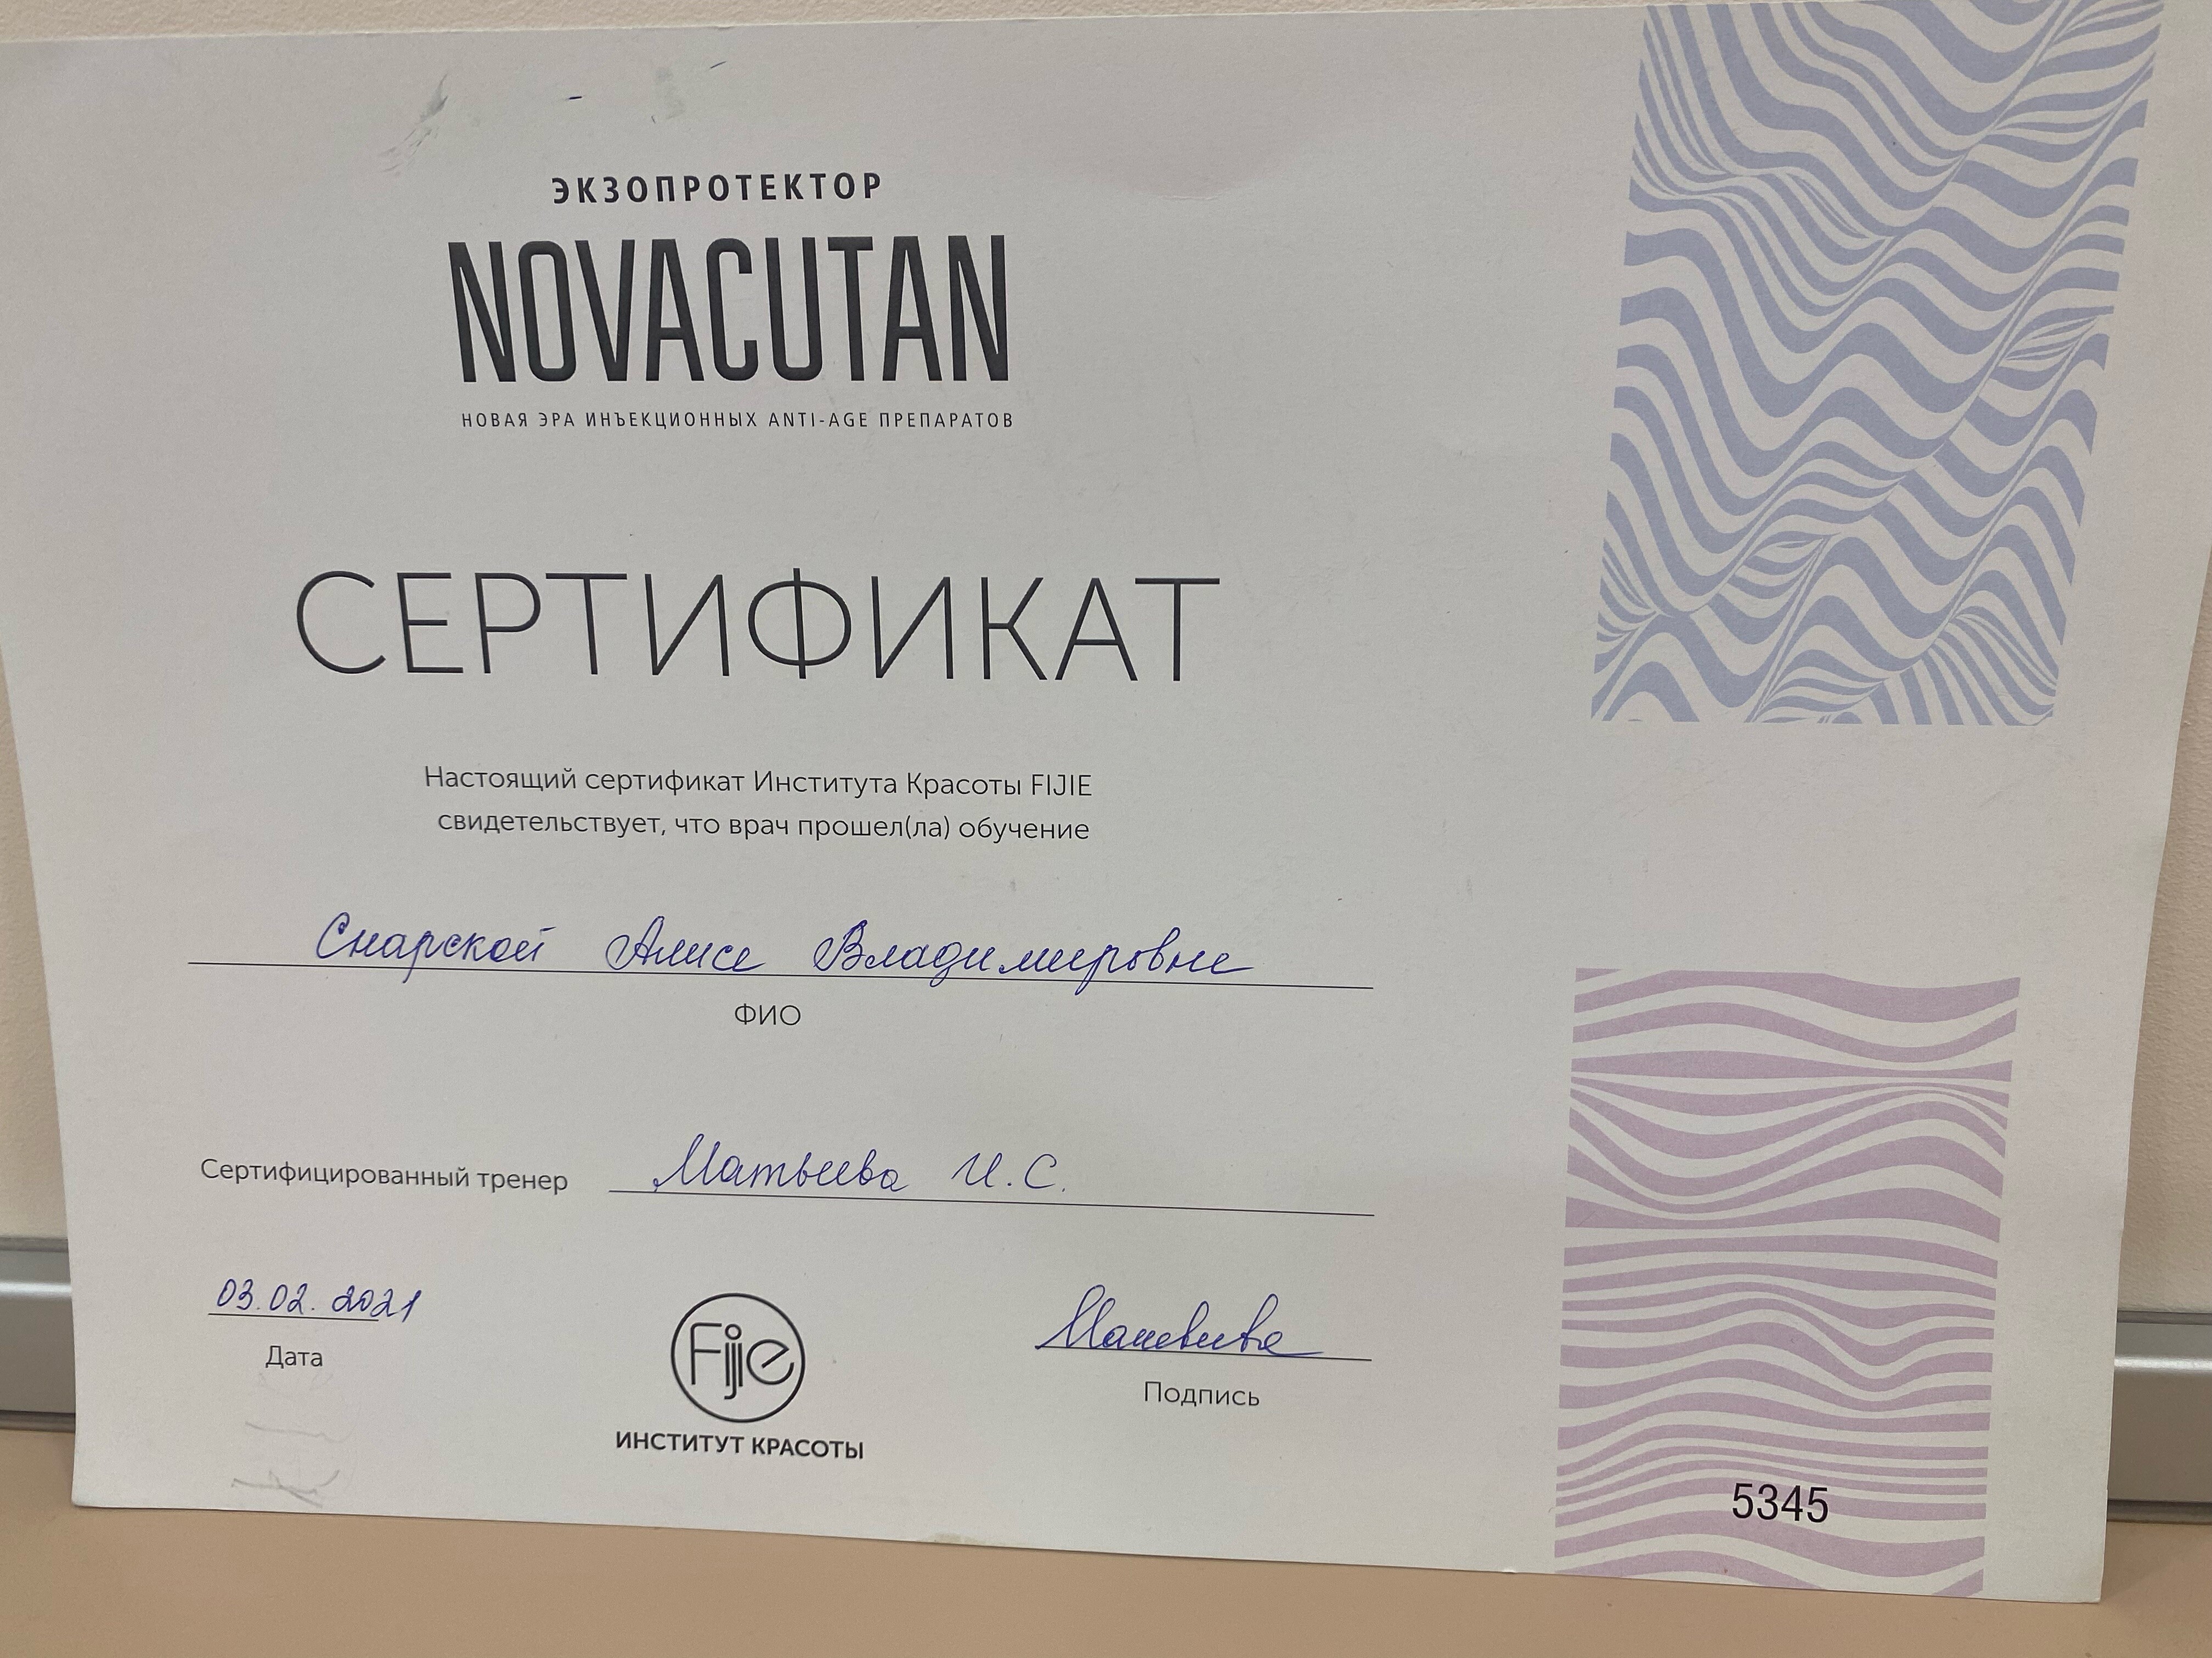 ЭКЗОПРОТЕКТОР
NOVACUTAN
НОВАЯ ЭРА ИНЪЕКЦИОННЫХ ANTI-AGE ПРЕПАРАТОВ
СЕРТИФИКАТ
Настоящий сертификат Института Красоты FIJIE
свидетельствует, что врач прошел(ла) обучение
Снарской Алисе Владимировне
ФИО
Сертифицированный тренер Матвеева И.С.
03.02.2021
Дата
Fijie
ИНСТИТУТ КРАСОТЫ
Матвеева
Подпись
5345